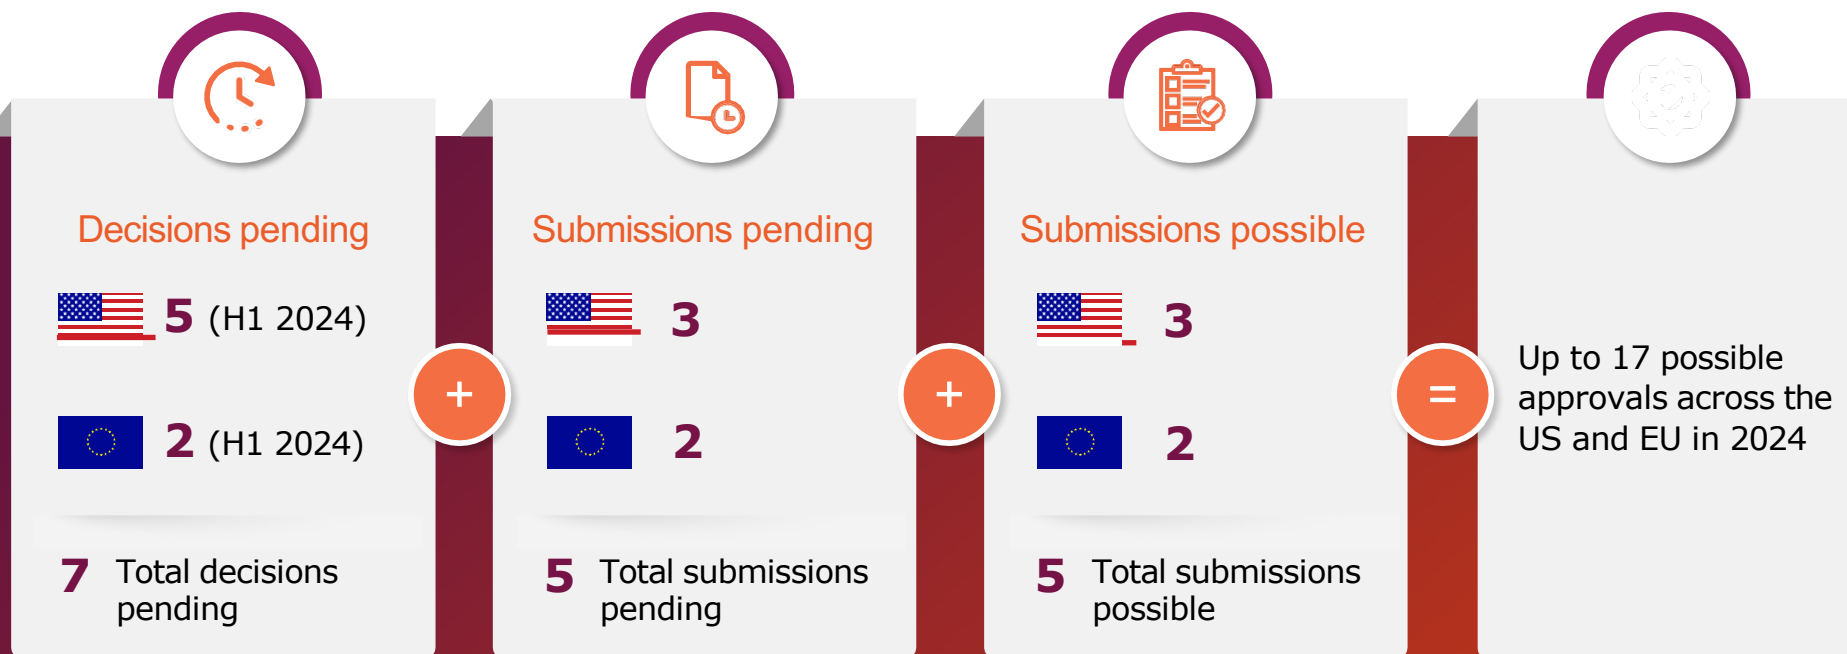 Decisions pending
5 (H1 2024)
2 (H1 2024)
7 Total decisions
pending
+
Submissions pending
3
2
5 Total submissions
pending
+
Submissions possible
3
2
5 Total submissions
possible
=
Up to 17 possible
approvals across the
US and EU in 2024